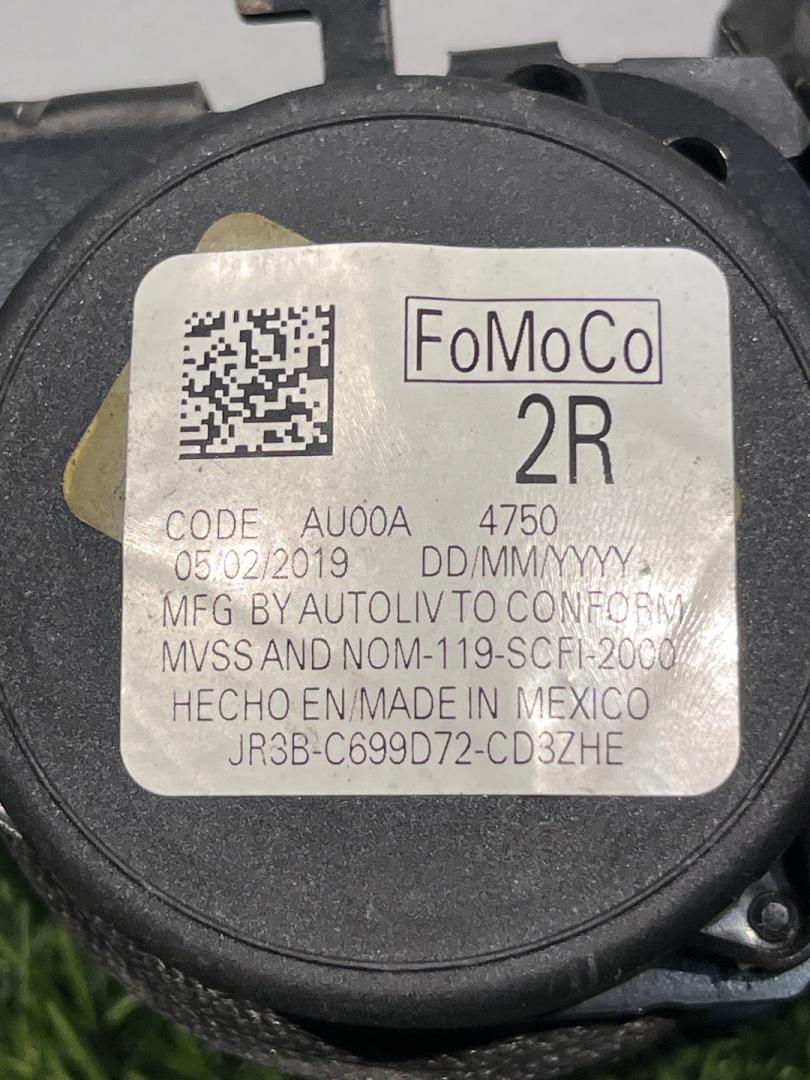 FoMoCo
2R
CODE AU00A 4750
05/02/2019 DD/MM/YYYY
MFG BY AUTOLIV TO CONFORM
MVSS AND NOM-119-SCFI-2000
HECHO EN/MADE IN MEXICO
JR3B-C699D72-CD3ZHE